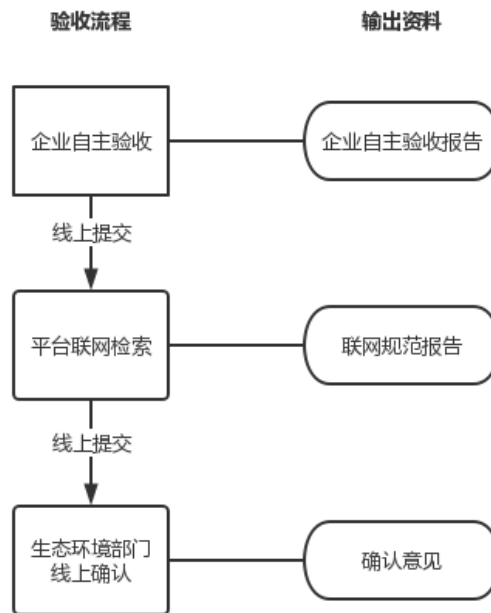 验收流程
输出资料
企业自主验收
企业自主验收报告
线上提交
平台联网检索
联网规范报告
线上提交
生态环境部门
线上确认
确认意见